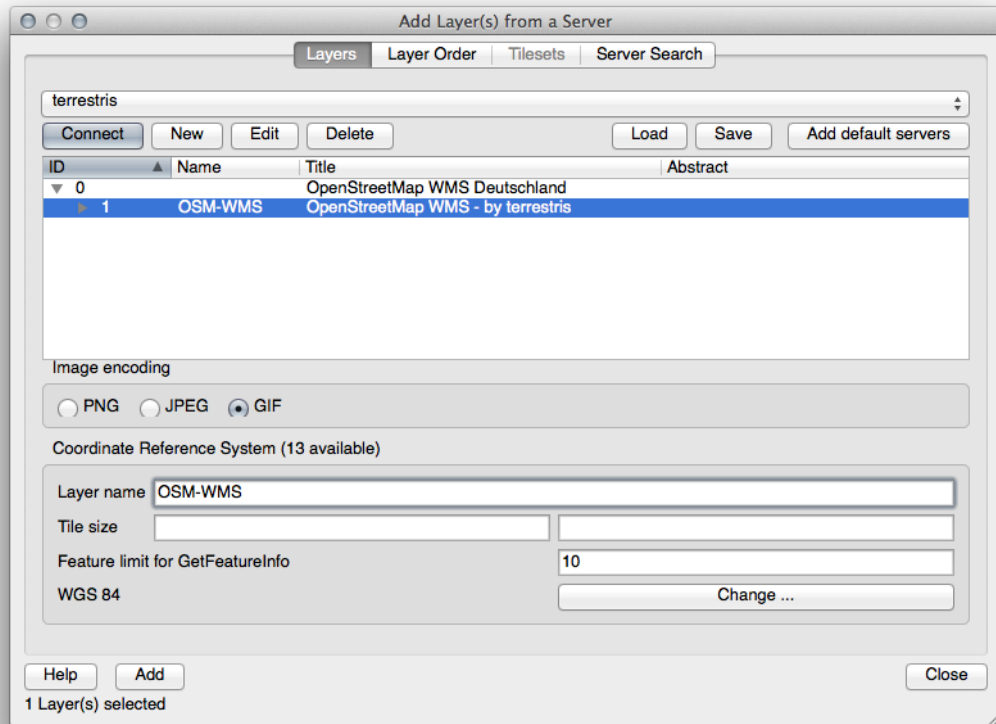 Add Layer(s) from a Server
Layers Layer Order Tilesets Server Search
terrestris
Connect New Edit Delete Load Save Add default servers
ID Name Title Abstract
0 OpenStreetMap WMS Deutschland
1 OSM-WMS OpenStreetMap WMS - by terrestris
Image encoding
PNG JPEG GIF
Coordinate Reference System (13 available)
Layer name OSM-WMS
Tile size
Feature limit for GetFeatureInfo 10
WGS 84 Change ...
Help Add Close
1 Layer(s) selected